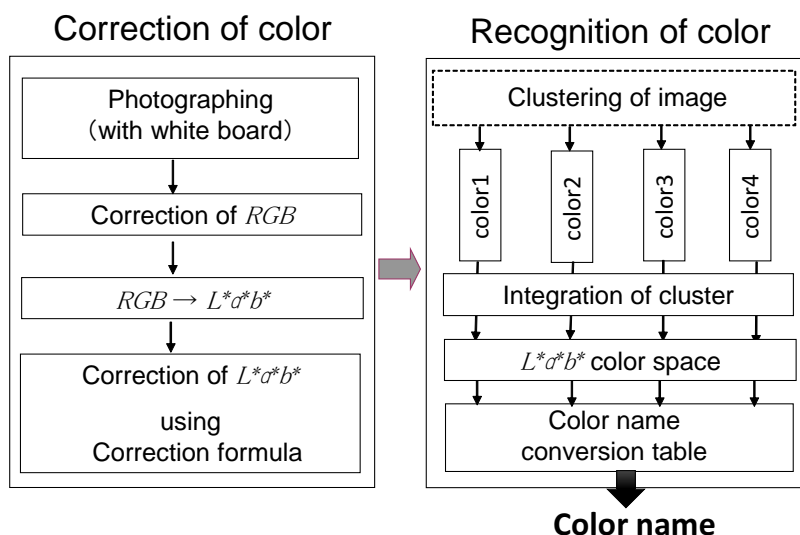 Correction of color
Photographing
(with white board)
Correction of RGB
RGB → L*a*b*
Correction of L*a*b*
using
Correction formula
Recognition of color
Clustering of image
color1
color2
color3
color4
Integration of cluster
L*a*b* color space
Color name
conversion table
Color name